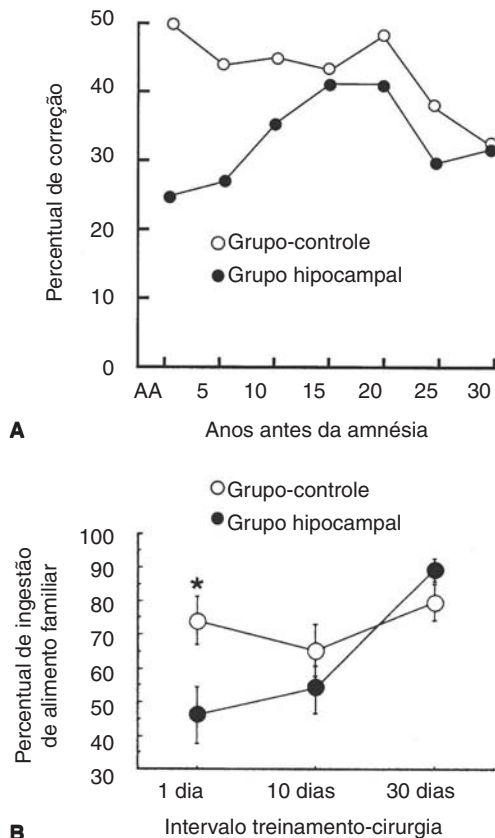 50
40
30
20
10
0
Percentual de correção
Grupo-controle
Grupo hipocampal
AA 5 10 15 20 25 30
A
Anos antes da amnésia
Grupo-controle
Grupo hipocampal
100
90
80
70
60
50
40
30
Percentual de ingestão
de alimento familiar
*
1 dia 10 dias 30 dias
B
Intervalo treinamento-cirurgia